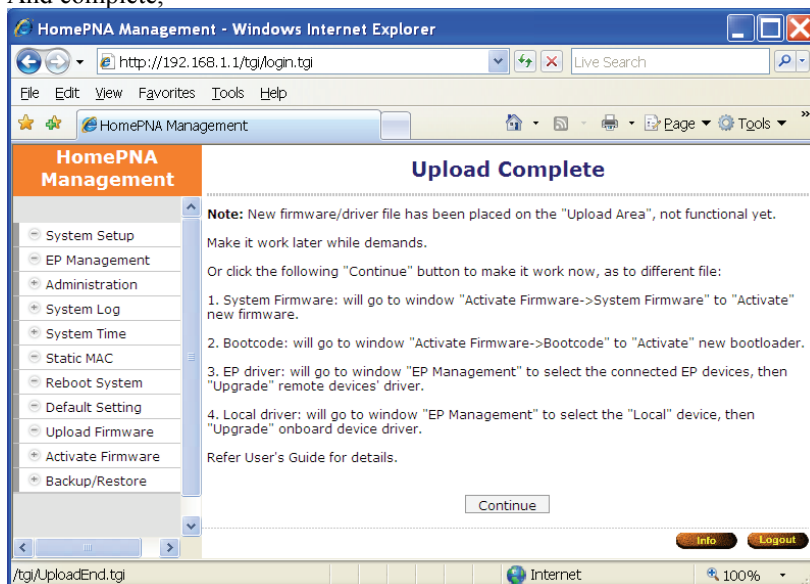 And complete,
HomePNA Management - Windows Internet Explorer
http://192.168.1.1/tgi/login.tgi
Live Search
File Edit View Favorites Tools Help
HomePNA Mana
Page
Tools
HomePNA Management
System Setup
EP Management
Administration
System Log
System Time
Static MAC
Reboot System
Default Setting
Upload Firmware
Activate Firmware
Backup/Restore
Upload Complete
Note: New firmware/driver file has been placed on the "Upload Area", not functional yet.
Make it work later while demands.
Or click the following "Continue" button to make it work now, as to different file:
1. System Firmware: will go to window "Activate Firmware->System Firmware" to "Activate"
new firmware.
2. Bootcode: will go to window "Activate Firmware->Bootcode" to "Activate" new bootloader.
3. EP driver: will go to window "EP Management" to select the connected EP devices, then
"Upgrade" remote devices' driver.
4. Local driver: will go to window "EP Management" to select the "Local" device, then
"Upgrade" onboard device driver.
Refer User's Guide for details.
Continue
Info
Logout
/tgi/UploadEnd.tgi
Internet
100%